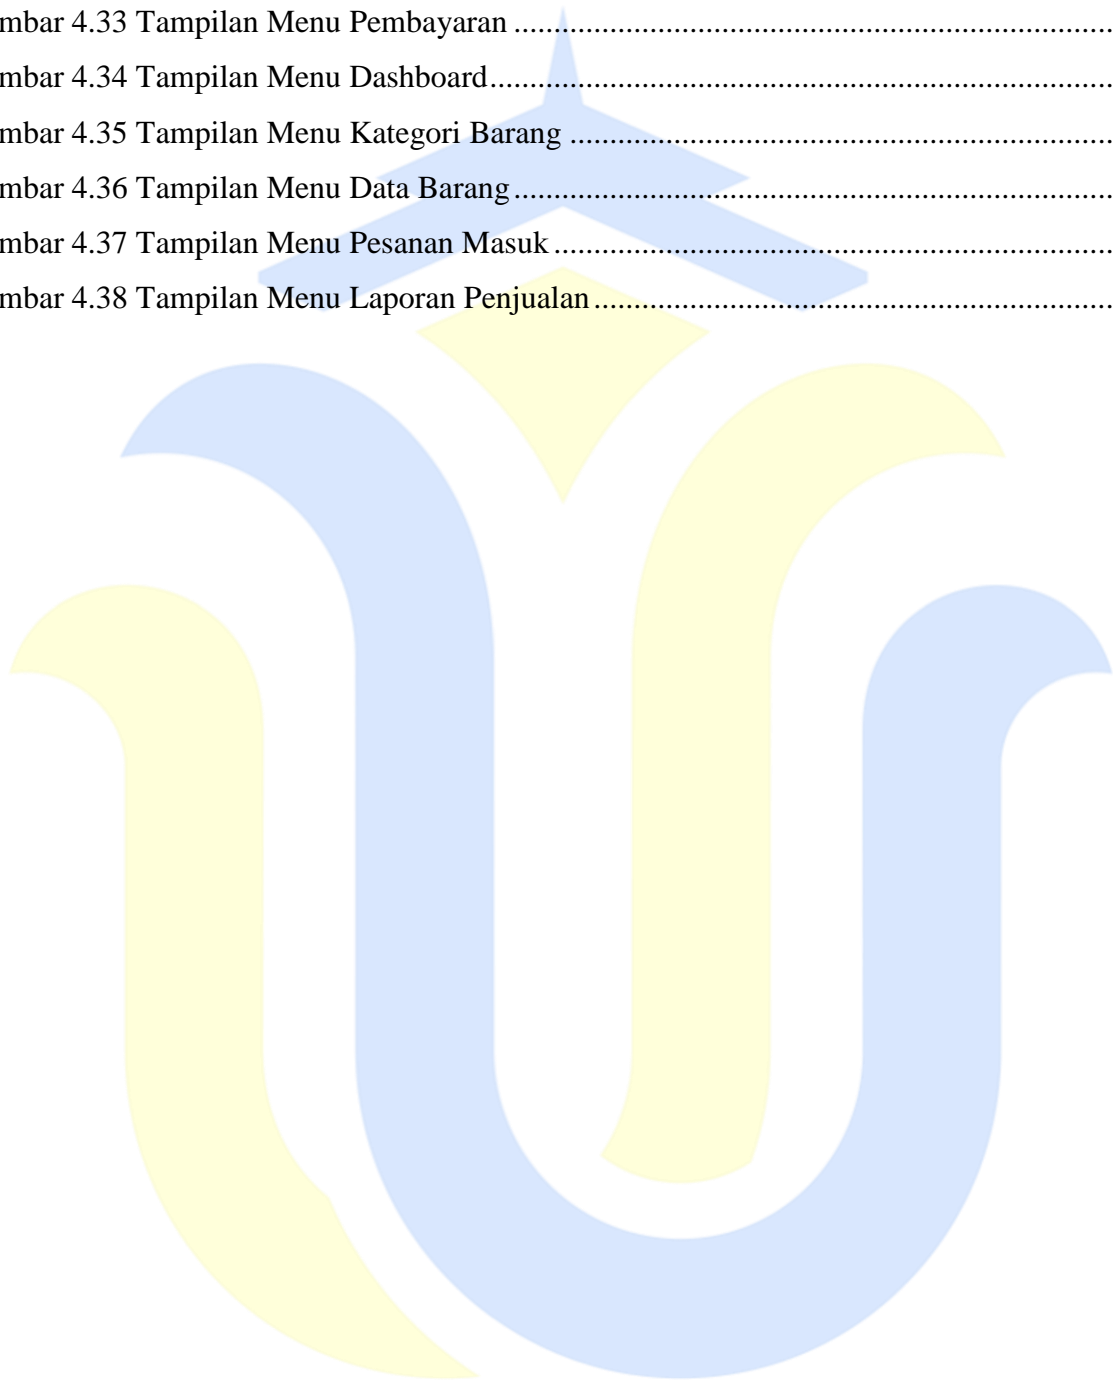 mbar 4.33 Tampilan Menu Pembayaran ...........................................................................
mbar 4.34 Tampilan Menu Dashboard..............................................................................
mbar 4.35 Tampilan Menu Kategori Barang ....................................................................
mbar 4.36 Tampilan Menu Data Barang...........................................................................
mbar 4.37 Tampilan Menu Pesanan Masuk......................................................................
mbar 4.38 Tampilan Menu Laporan Penjualan.................................................................